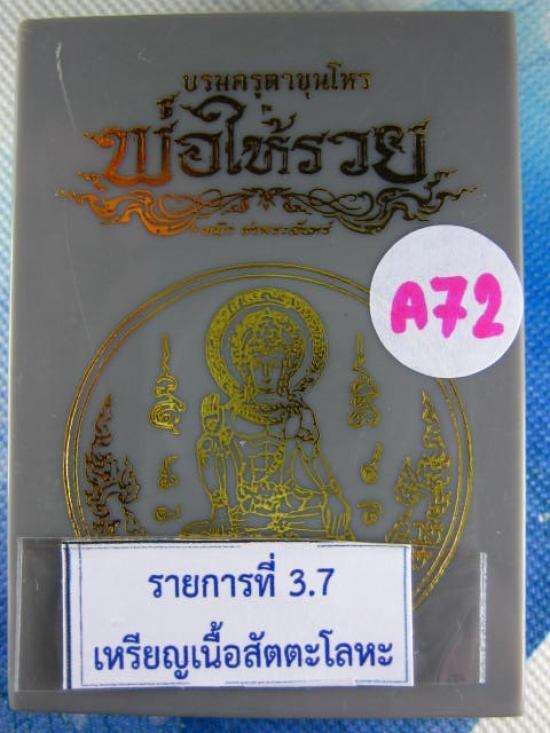 บรมครูตาขุนโหร
พ่อให้รวย
A72
รายการที่ 3.7
เหรียญเนื้อสัตตะโลหะ